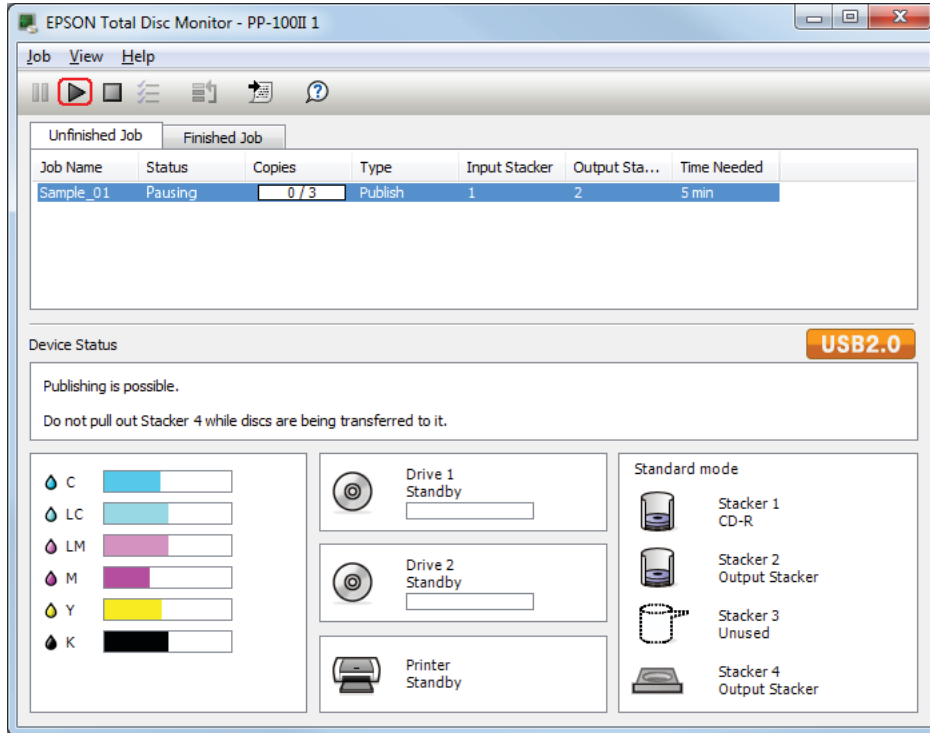 EPSON Total Disc Monitor - PP-100II 1
Job View Help
Unfinished Job Finished Job
Job Name Status Copies Type Input Stacker Output Sta... Time Needed
Sample_01 Pausing 0 / 3 Publish 1 2 5 min
Device Status
USB2.0
Publishing is possible.
Do not pull out Stacker 4 while discs are being transferred to it.
C
LC
LM
M
Y
K
Drive 1
Standby
Drive 2
Standby
Printer
Standby
Standard mode
Stacker 1
CD-R
Stacker 2
Output Stacker
Stacker 3
Unused
Stacker 4
Output Stacker